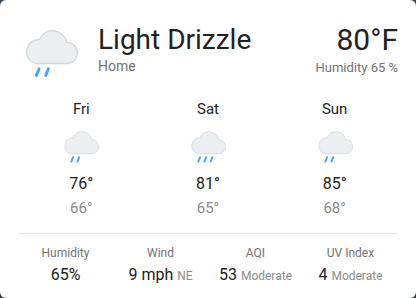 Light Drizzle
80°F
Home
Humidity 65 %
Fri Sat Sun
76° 81° 85°
66° 65° 68°
Humidity Wind AQI UV Index
65% 9 mph NE 53 Moderate 4 Moderate